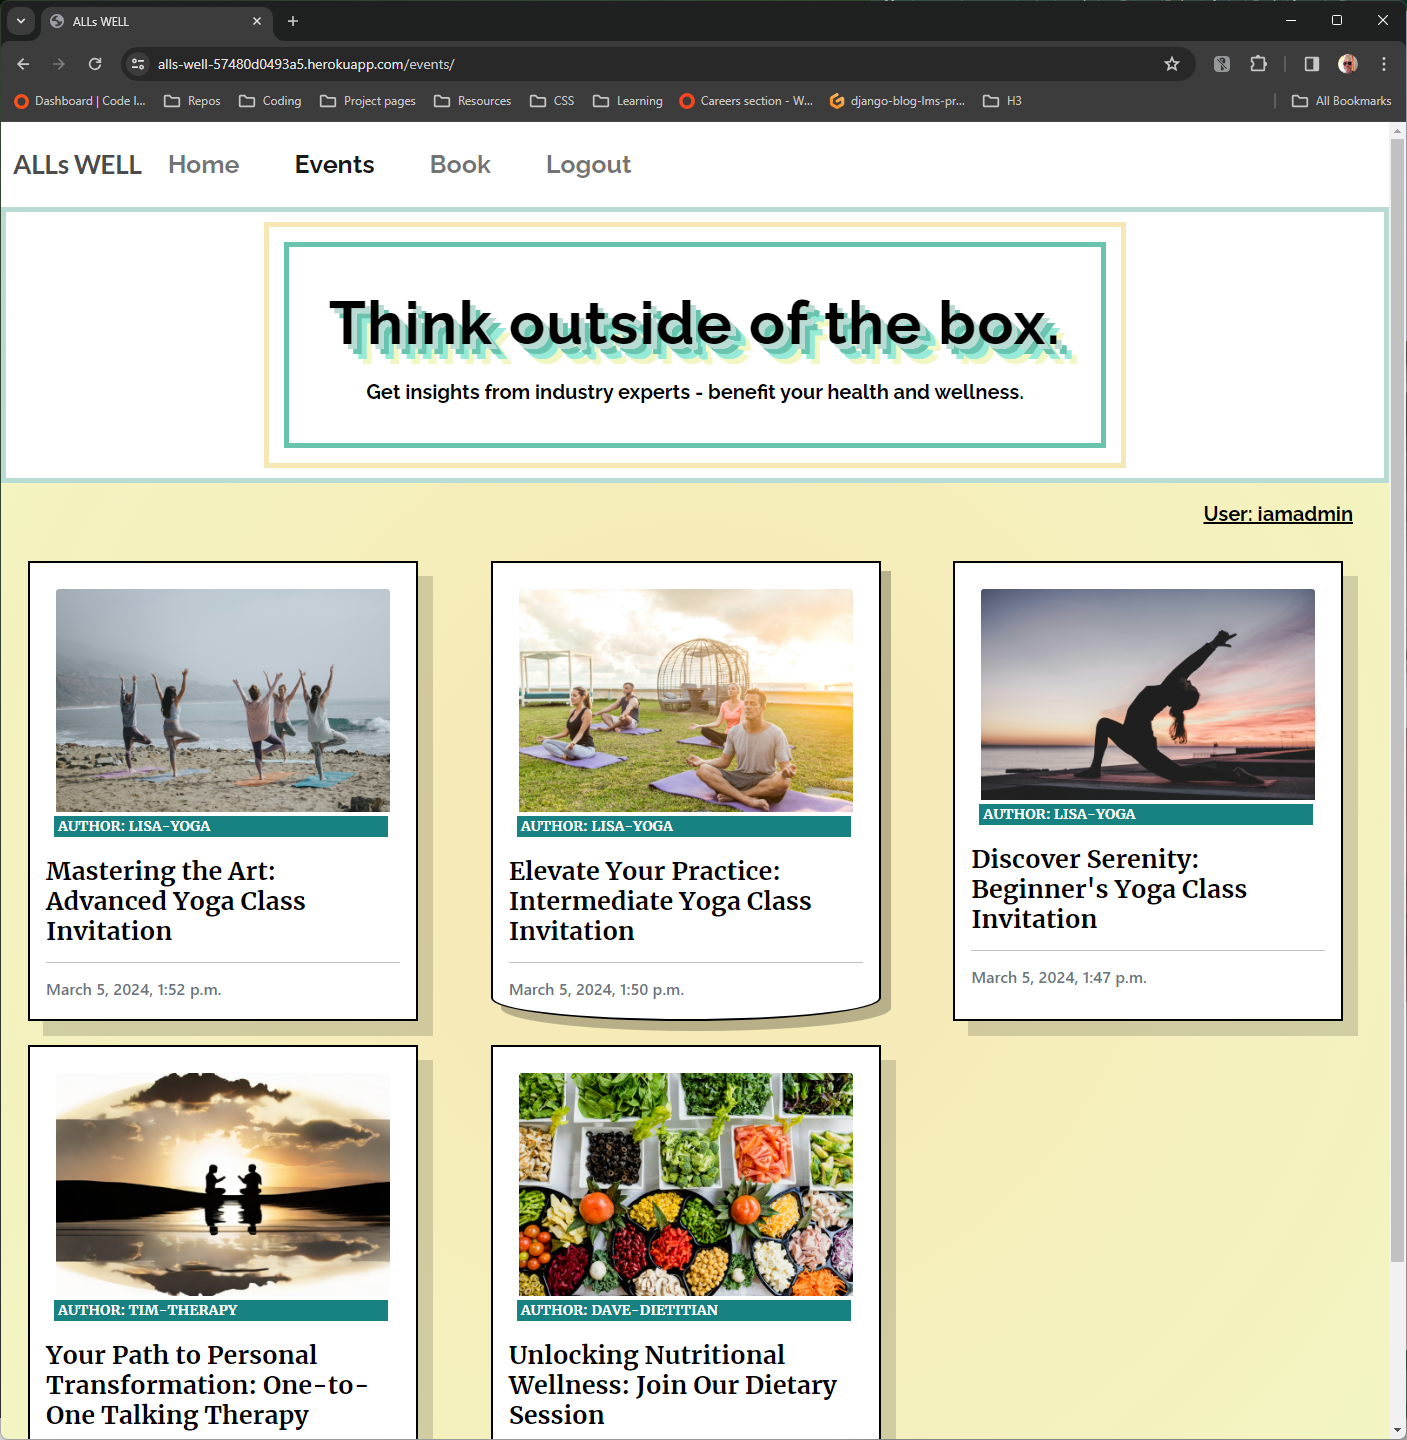 ALLs WELL
alls-well-57480d0493a5.herokuapp.com/events/
Dashboard | Code I... Repos Coding Project pages Resources CSS Learning Careers section - W... django-blog-lms-pr... H3 All Bookmarks
ALLs WELL Home Events Book Logout
Think outside of the box.
Get insights from industry experts - benefit your health and wellness.
User: iamadmin
AUTHOR: LISA-YOGA
Mastering the Art:
Advanced Yoga Class
Invitation
March 5, 2024, 1:52 p.m.
AUTHOR: LISA-YOGA
Elevate Your Practice:
Intermediate Yoga Class
Invitation
March 5, 2024, 1:50 p.m.
AUTHOR: LISA-YOGA
Discover Serenity:
Beginner's Yoga Class
Invitation
March 5, 2024, 1:47 p.m.
AUTHOR: TIM-THERAPY
Your Path to Personal
Transformation: One-to-
One Talking Therapy
AUTHOR: DAVE-DIETITIAN
Unlocking Nutritional
Wellness: Join Our Dietary
Session